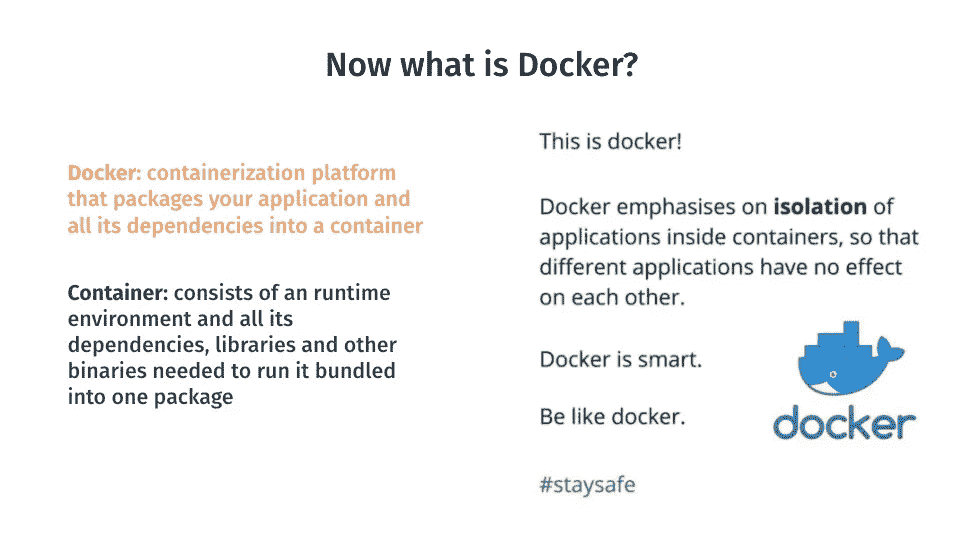 Now what is Docker?
Docker: containerization platform
that packages your application and
all its dependencies into a container
Container: consists of an runtime
environment and all its
dependencies, libraries and other
binaries needed to run it bundled
into one package
This is docker!
Docker emphasises on isolation of
applications inside containers, so that
different applications have no effect
on each other.
Docker is smart.
Be like docker.
docker
#staysafe